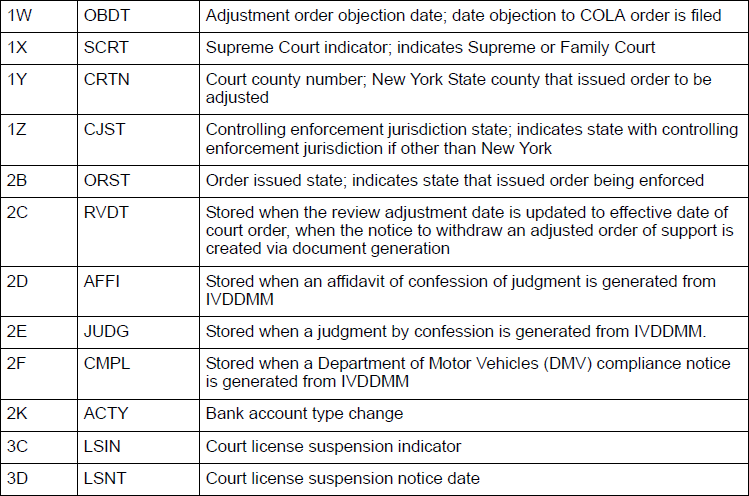 1W OBDT Adjustment order objection date; date objection to COLA order is filed
1X SCRT Supreme Court indicator; indicates Supreme or Family Court
1Y CRTN Court county number; New York State county that issued order to be
adjusted
1Z CJST Controlling enforcement jurisdiction state; indicates state with controlling
enforcement jurisdiction if other than New York
2B ORST Order issued state; indicates state that issued order being enforced
2C RVDT Stored when the review adjustment date is updated to effective date of
court order, when the notice to withdraw an adjusted order of support is
created via document generation
2D AFFI Stored when an affidavit of confession of judgment is generated from
IVDDMM
2E JUDG Stored when a judgment by confession is generated from IVDDMM.
2F CMPL Stored when a Department of Motor Vehicles (DMV) compliance notice
is generated from IVDDMM
2K ACTY Bank account type change
3C LSIN Court license suspension indicator
3D LSNT Court license suspension notice date